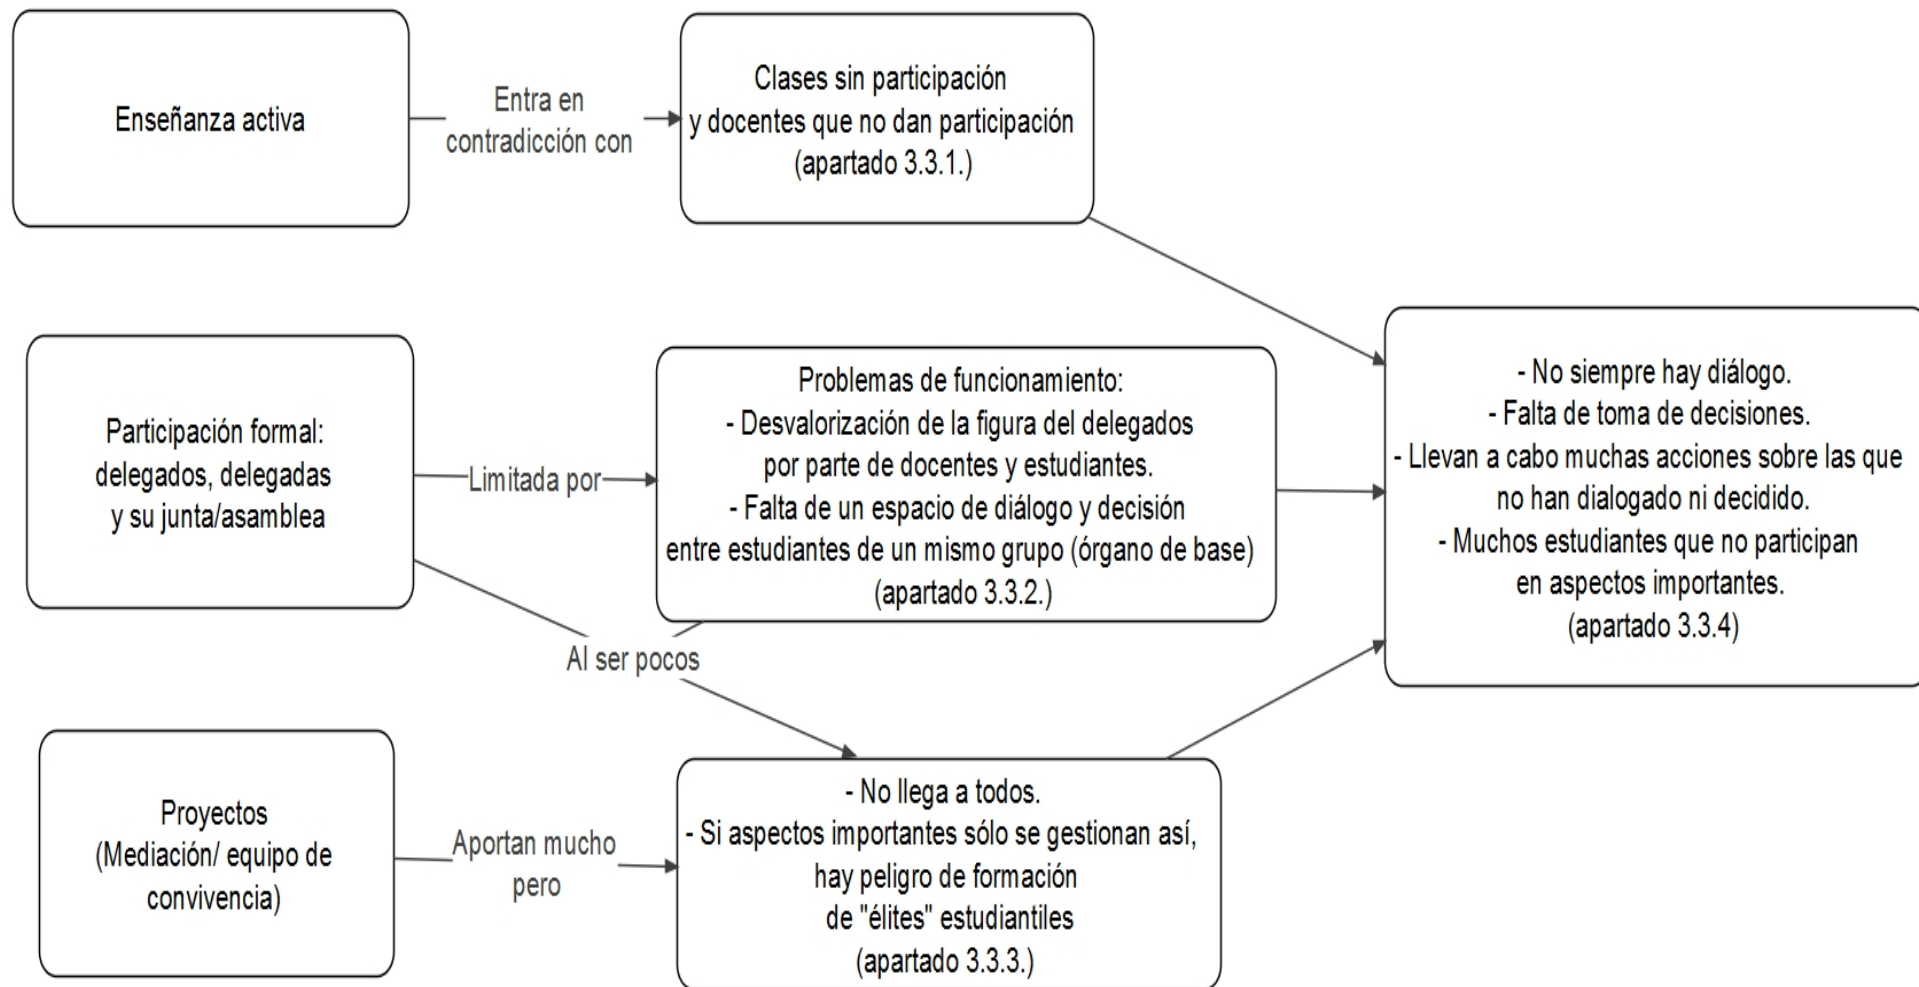 Enseñanza activa
Entra en
contradicción con
Clases sin participación
y docentes que no dan participación
(apartado 3.3.1.)
Participación formal:
delegados, delegadas
y su junta/asamblea
Limitada por
Problemas de funcionamiento:
- Desvalorización de la figura del delegados
por parte de docentes y estudiantes.
- Falta de un espacio de diálogo y decisión
entre estudiantes de un mismo grupo (órgano de base)
(apartado 3.3.2.)
- No siempre hay diálogo.
- Falta de toma de decisiones.
- Llevan a cabo muchas acciones sobre las que
no han dialogado ni decidido.
- Muchos estudiantes que no participan
en aspectos importantes.
(apartado 3.3.4)
Al ser pocos
Proyectos
(Mediación/ equipo de
convivencia)
Aportan mucho
pero
- No llega a todos.
- Si aspectos importantes sólo se gestionan así,
hay peligro de formación
de "élites" estudiantiles
(apartado 3.3.3.)